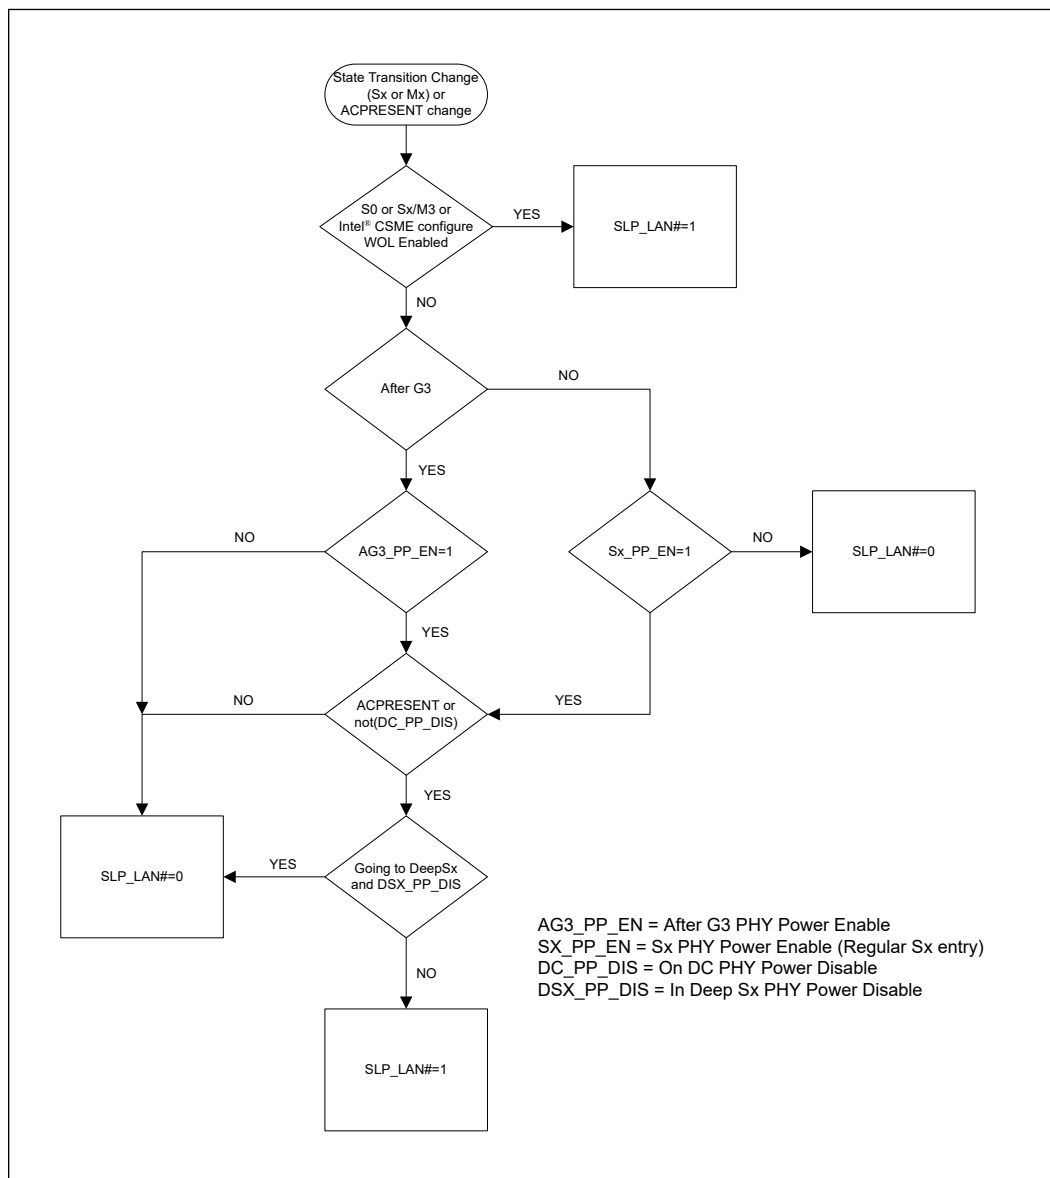 State Transition Change
(Sx or Mx) or
ACPRESENT change
S0 or Sx/M3 or
Intel® CSME configure
WOL Enabled
YES
SLP_LAN#=1
NO
After G3
NO
YES
NO
AG3_PP_EN=1
Sx_PP_EN=1
NO
SLP_LAN#=0
YES
NO
ACPRESENT or
not(DC_PP_DIS)
YES
YES
SLP_LAN#=0
YES
Going to DeepSx
and DSX_PP_DIS
NO
AG3_PP_EN = After G3 PHY Power Enable
SX_PP_EN = Sx PHY Power Enable (Regular Sx entry)
DC_PP_DIS = On DC PHY Power Disable
DSX_PP_DIS = In Deep Sx PHY Power Disable
SLP_LAN#=1